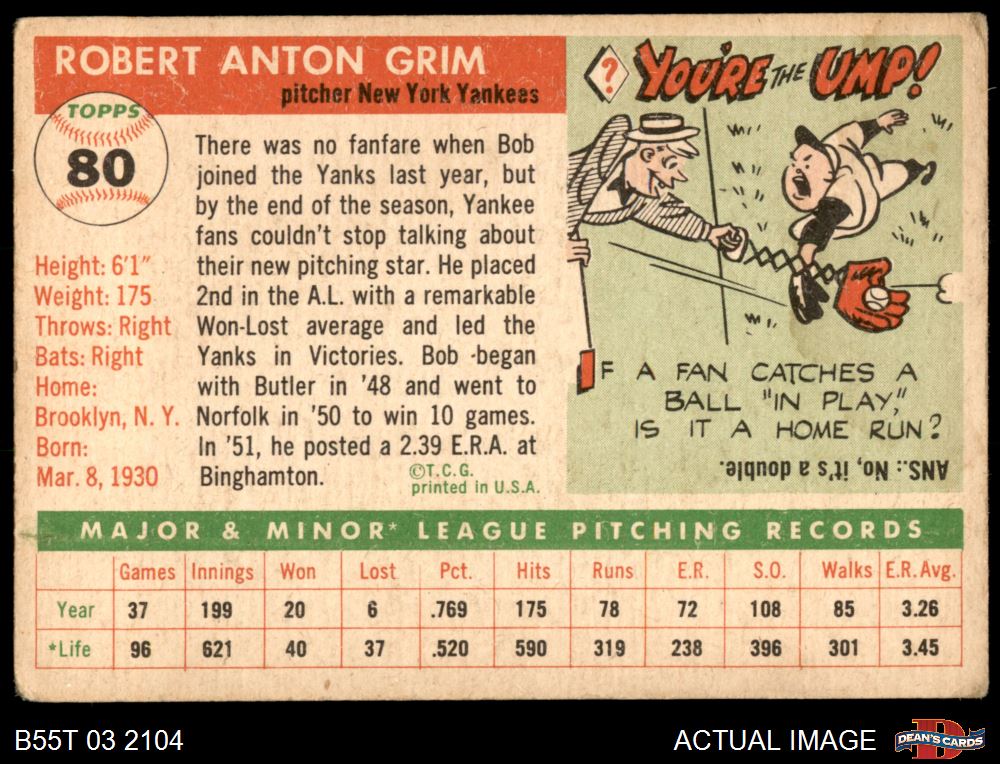 ROBERT ANTON GRIM
pitcher New York Yankees
TOPPS
80
Height: 6'1"
Weight: 175
Throws: Right
Bats: Right
Home:
Brooklyn, N. Y.
Born:
Mar. 8, 1930
There was no fanfare when Bob
joined the Yanks last year, but
by the end of the season, Yankee
fans couldn't stop talking about
their new pitching star. He placed
2nd in the A.L. with a remarkable
Won-Lost average and led the
Yanks in Victories. Bob began
with Butler in '48 and went to
Norfolk in '50 to win 10 games.
In '51, he posted a 2.39 E.R.A. at
Binghamton.
©T.C.G.
printed in U.S.A.
? YOU'RE THE UMP!
IF A FAN CATCHES A
BALL "IN PLAY,"
IS IT A HOME RUN?
ANS.: No, it's a double.
MAJOR & MINOR* LEAGUE PITCHING RECORDS
Games Innings Won Lost Pct. Hits Runs E.R. S.O. Walks E.R. Avg.
Year 37 199 20 6 .769 175 78 72 108 85 3.26
*Life 96 621 40 37 .520 590 319 238 396 301 3.45
B55T 03 2104
ACTUAL IMAGE
D
DEAN'S CARDS